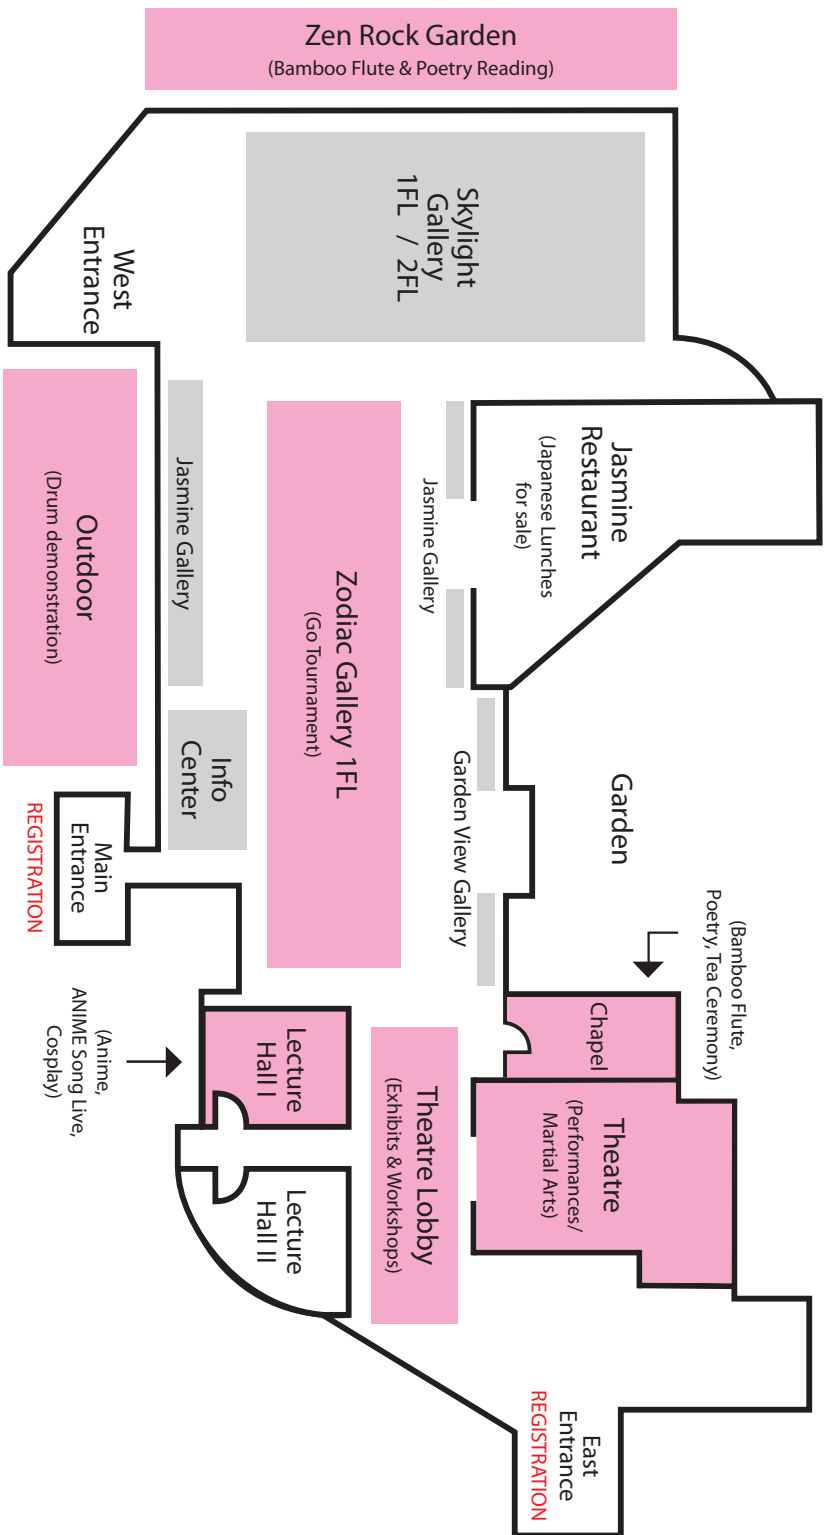 Zen Rock Garden
(Bamboo Flute & Poetry Reading)
Skylight
Gallery
1FL / 2FL
West
Entrance
Jasmine
Restaurant
(Japanese Lunches
for sale)
Jasmine Gallery
Jasmine Gallery
Outdoor
(Drum demonstration)
Zodiac Gallery 1FL
(Go Tournament)
Info
Center
Garden View Gallery
Garden
Main
Entrance
REGISTRATION
(Bamboo Flute,
Poetry, Tea Ceremony)
Chapel
Lecture
Hall I
(Anime,
ANIME Song Live,
Cosplay)
Theatre Lobby
(Exhibits & Workshops)
Theatre
(Performances/
Martial Arts)
Lecture
Hall II
East
Entrance
REGISTRATION